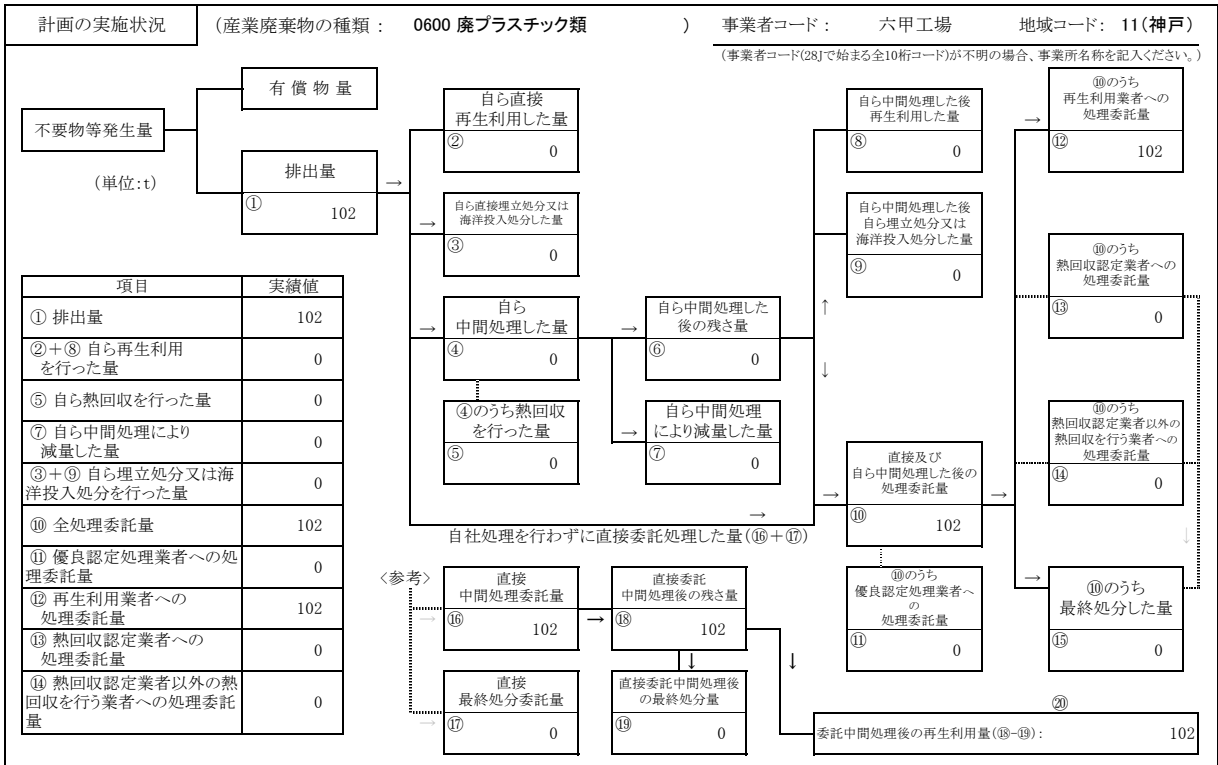 計画の実施状況
(産業廃棄物の種類： 0600 廃プラスチック類 )
事業者コード： 六甲工場
地域コード： 11(神戸)
(事業者コード(28Jで始まる全10桁コード)が不明の場合、事業所名称を記入ください。)
不要物等発生量
(単位:t)
有償物量
排出量
①
102
→
自ら直接
再生利用した量
②
0
→
自ら直接埋立処分又は
海洋投入処分した量
③
0
→
自ら
中間処理した量
④
0
④のうち熱回収
を行った量
⑤
0
→
自ら中間処理した
後の残さ量
⑥
0
→
自ら中間処理
により減量した量
⑦
0
自ら中間処理した後
再生利用した量
⑧
0
自ら中間処理した後
自ら埋立処分又は
海洋投入処分した量
⑨
0
↑
↓
→
自社処理を行わずに直接委託処理した量(⑯＋⑰)
→
直接及び
自ら中間処理した後の
処理委託量
⑩
102
→
⑩のうち
優良認定処理業者へ
の
処理委託量
⑪
0
→
⑩のうち
再生利用業者への
処理委託量
⑫
102
⑩のうち
熱回収認定業者への
処理委託量
⑬
0
⑩のうち
熱回収認定業者以外の
熱回収を行う業者への
処理委託量
⑭
0
↓
→
⑩のうち
最終処分した量
⑮
0
項目 実績値
① 排出量 102
②＋⑧ 自ら再生利用
を行った量
0
⑤ 自ら熱回収を行った量 0
⑦ 自ら中間処理により
減量した量
0
③＋⑨ 自ら埋立処分又は海
洋投入処分を行った量
0
⑩ 全処理委託量 102
⑪ 優良認定処理業者への処
理委託量
0
⑫ 再生利用業者への
処理委託量
102
⑬ 熱回収認定業者への
処理委託量
0
⑭ 熱回収認定業者以外の熱
回収を行う業者への処理委託
量
0
〈参考〉
→
直接
中間処理委託量
⑯
102
→
直接委託
中間処理後の残さ量
⑱
102
→
直接
最終処分委託量
⑰
0
↓
直接委託中間処理後
の最終処分量
⑲
0
↓
⑳
委託中間処理後の再生利用量(⑱-⑲)： 102